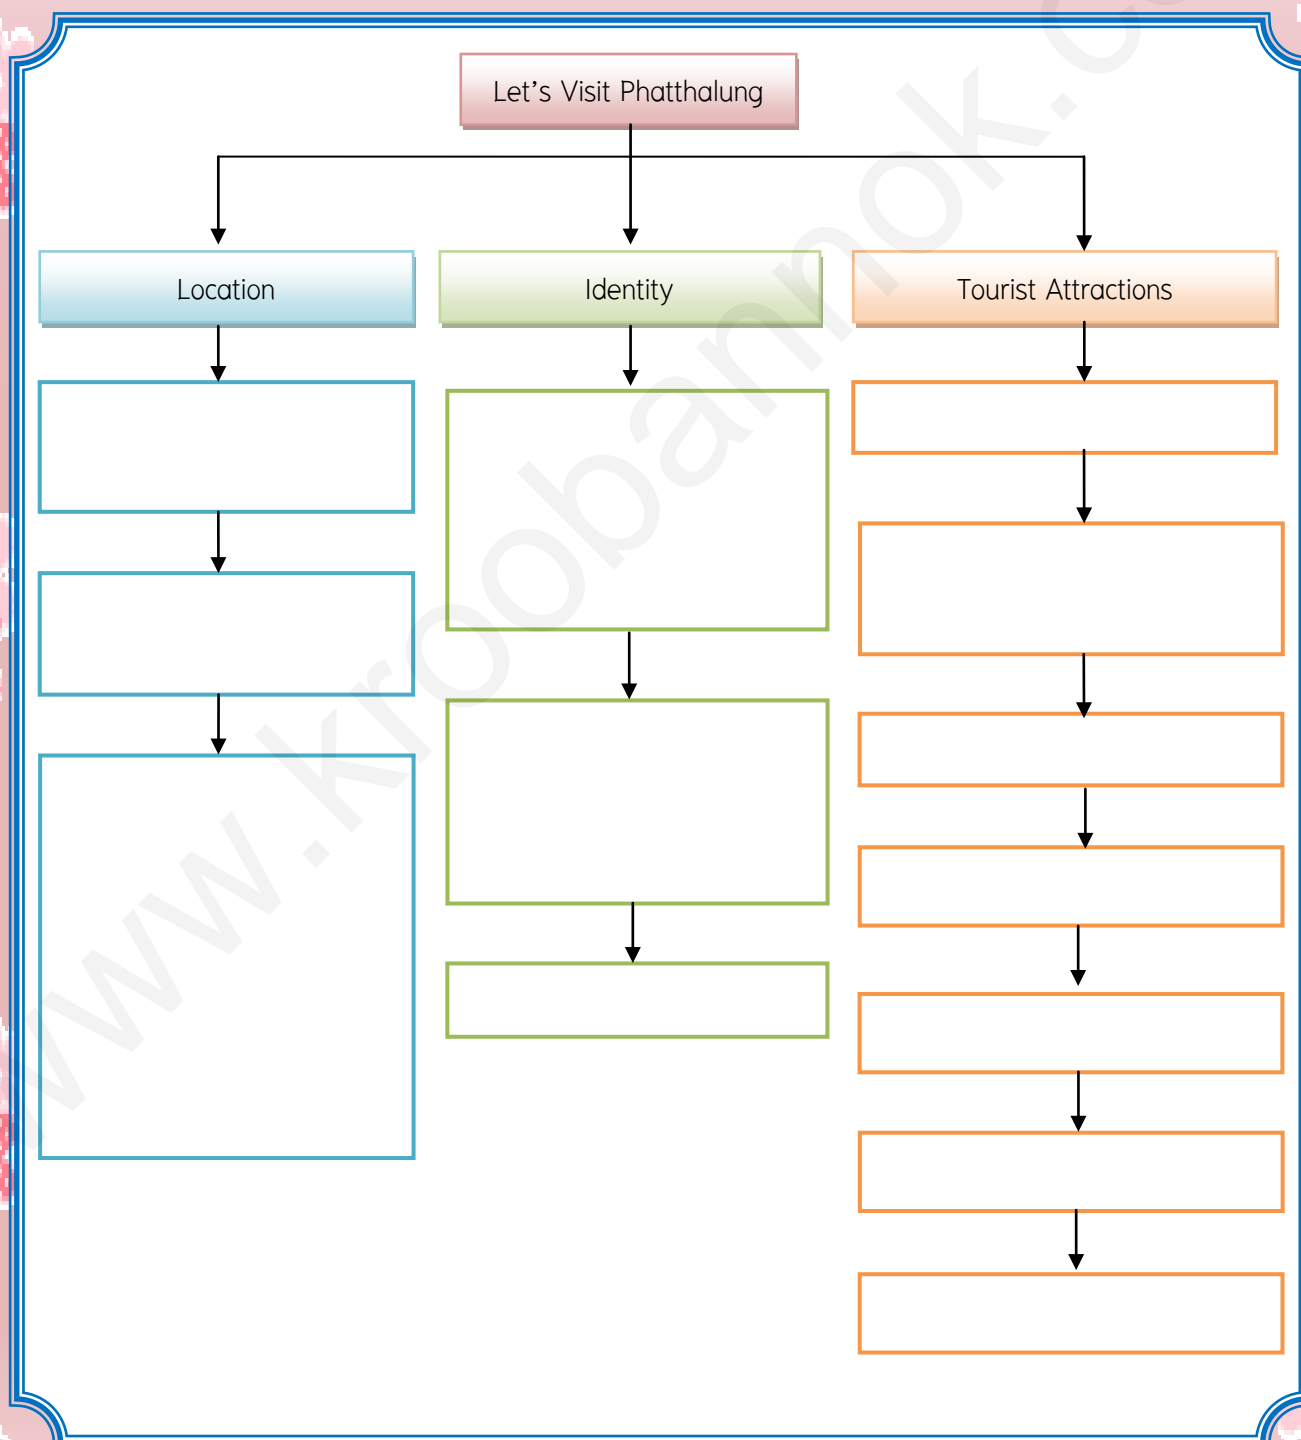 Let's Visit Phatthalung
Location
Identity
Tourist Attractions
www.kroobannok.c